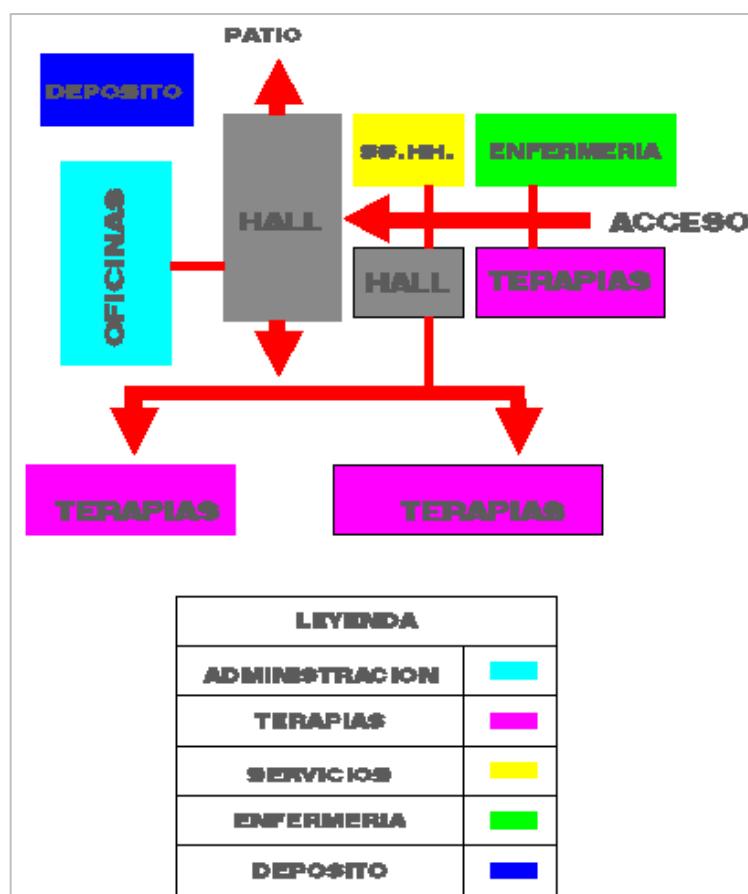 PATIO
DEPOSITO
SS.HH.
ENFERMERIA
OFICINAS
HALL
ACCESO
HALL
TERAPIAS
TERAPIAS
TERAPIAS
LEYENDA
ADMINISTRACION
TERAPIAS
SERVICIOS
ENFERMERIA
DEPOSITO